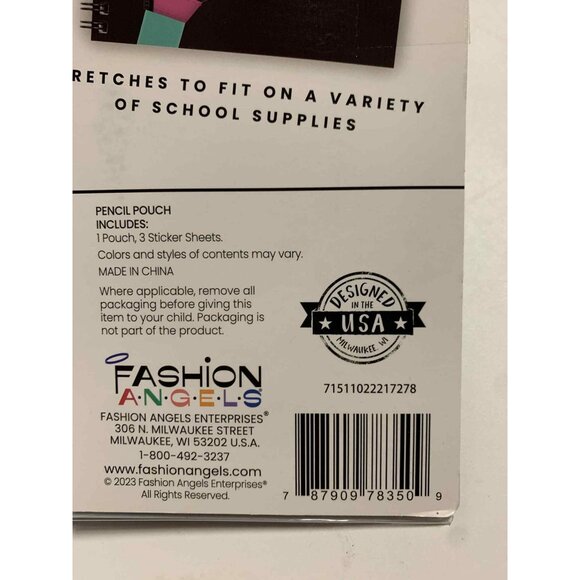 RETCHES TO FIT ON A VARIETY
OF SCHOOL SUPPLIES
PENCIL POUCH
INCLUDES:
1 Pouch, 3 Sticker Sheets.
Colors and styles of contents may vary.
MADE IN CHINA
Where applicable, remove all
packaging before giving this
item to your child. Packaging is
not part of the product.
DESIGNED
IN THE
★ USA ★
MILWAUKEE, WI
FASHION
A•N•G•E•L•S
FASHION ANGELS ENTERPRISES®
306 N. MILWAUKEE STREET
MILWAUKEE, WI 53202 U.S.A.
1-800-492-3237
www.fashionangels.com
© 2023 Fashion Angels Enterprises®
All Rights Reserved.
71511022217278
7 87909 78350 9